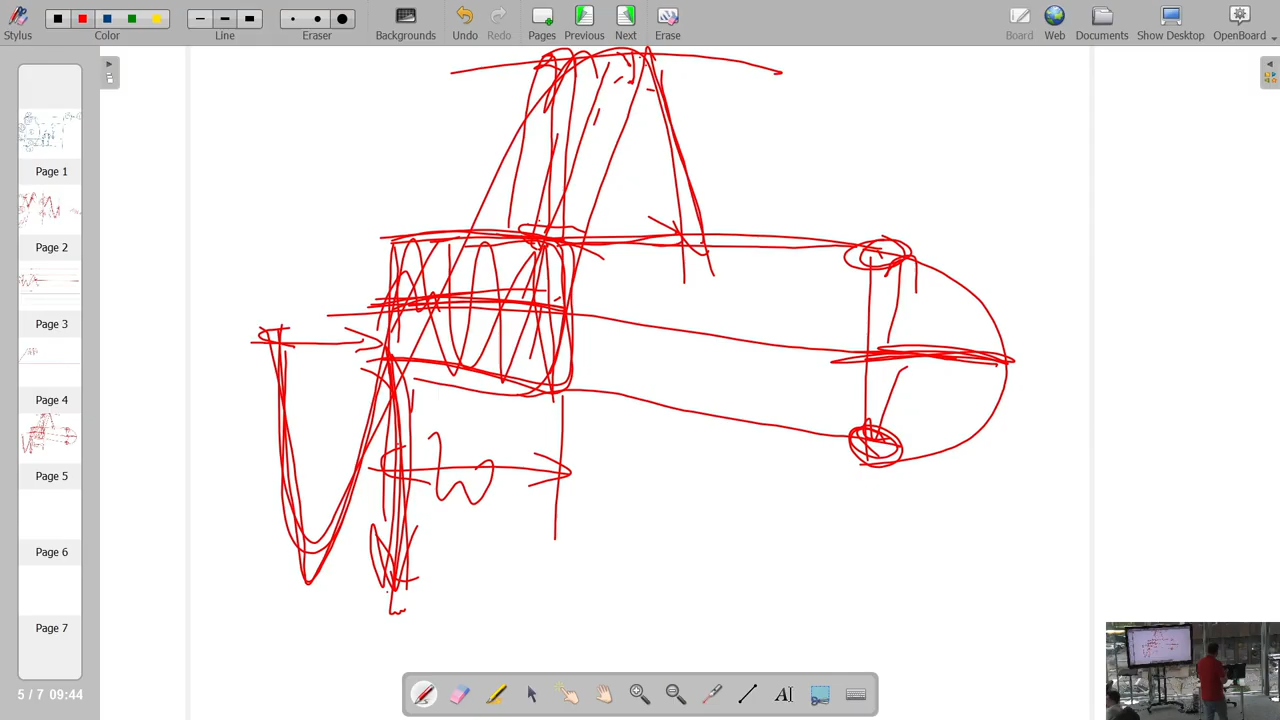 Stylus
Color
Line
Eraser
Backgrounds
Undo
Redo
Pages
Previous
Next
Erase
Board
Web
Documents
Show Desktop
OpenBoard
Page 1
Page 2
Page 3
Page 4
Page 5
Page 6
Page 7
5 / 7 09:44
w